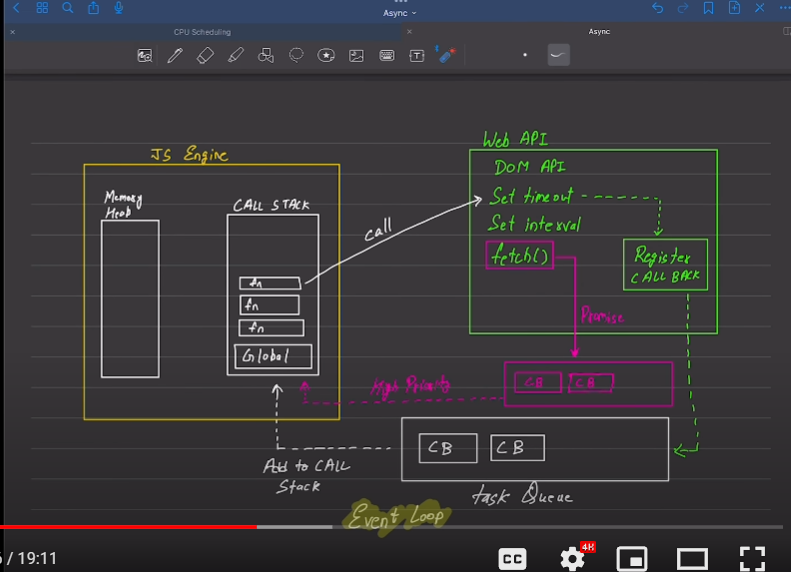 Async
CPU Scheduling
Async
JS Engine
Memory
Heab
CALL STACK
fn
fn
fn
Global
call
Web API
DOM API
Set timeout
Set interval
fetch()
Register
CALL BACK
Promise
CB CB
High Priority
CB CB
Add to CALL
Stack
task Queue
Event Loop
/ 19:11
CC
4K